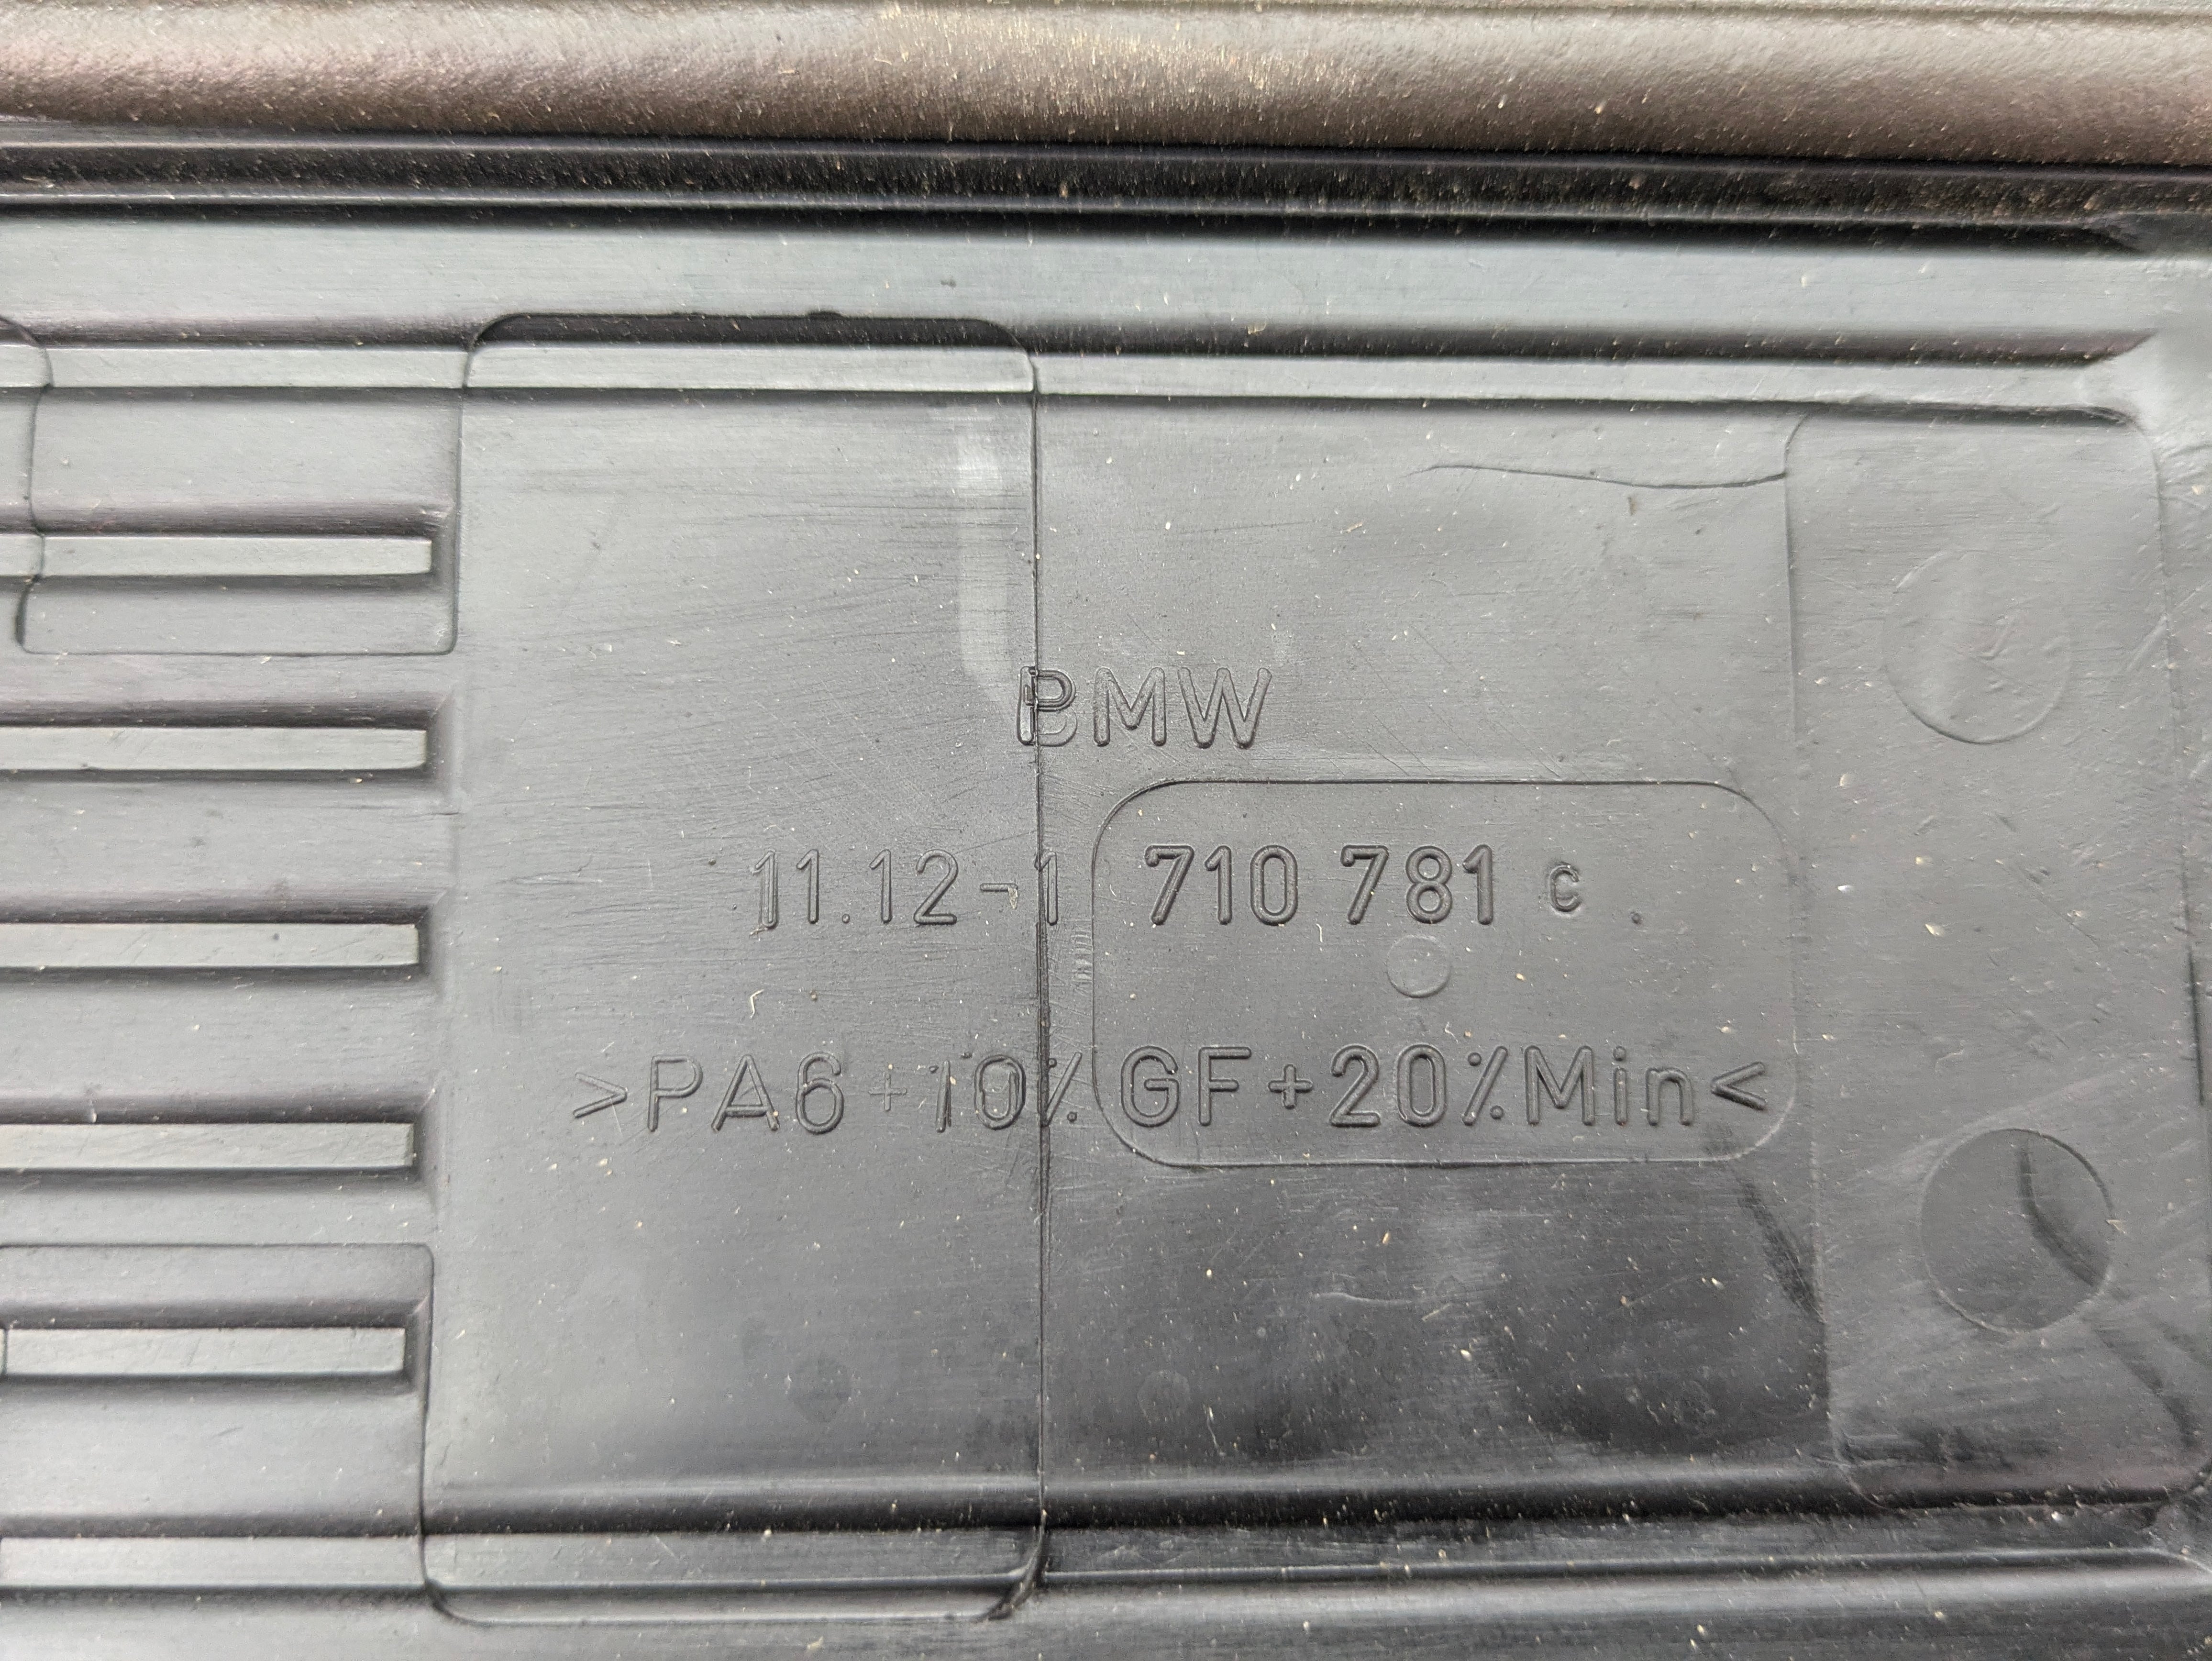 BMW
11.12-1 710 781 c
>PA6+10% GF+20%Min<